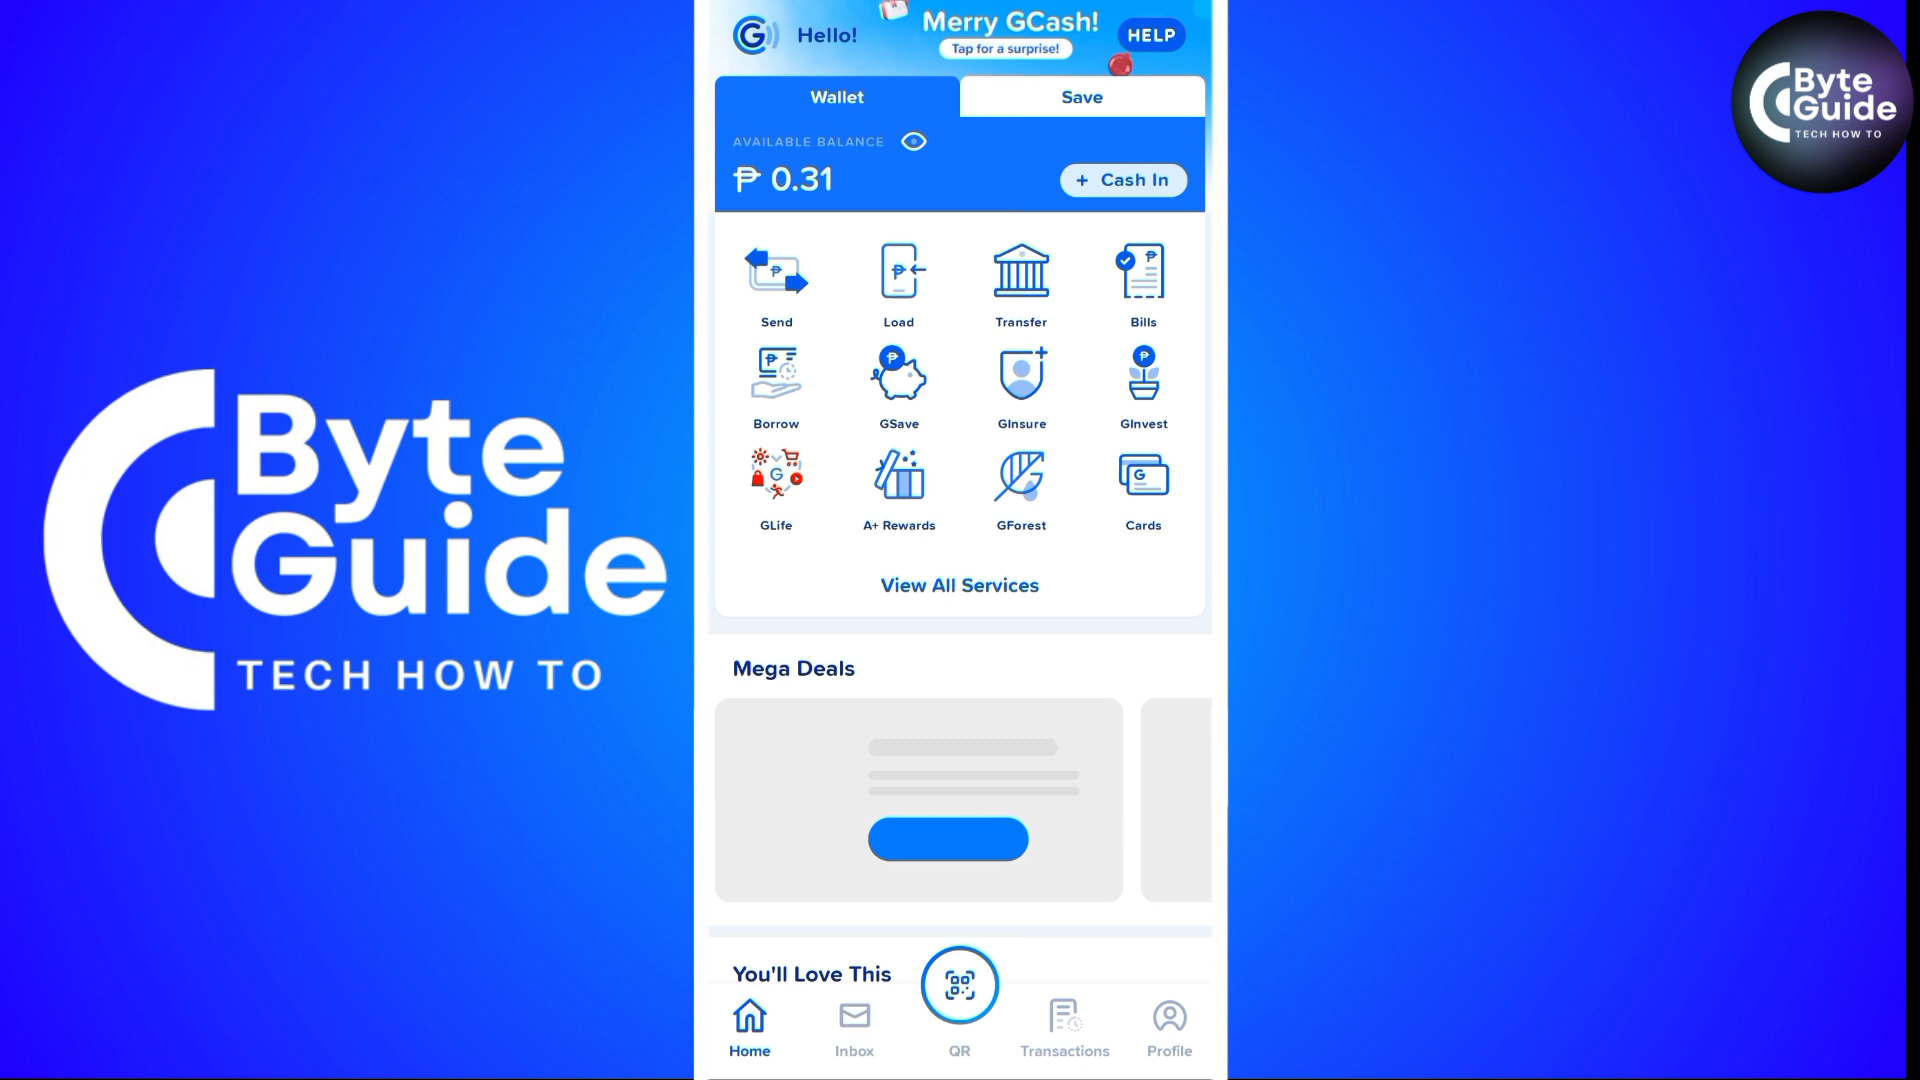 Byte
Guide
TECH HOW TO
Hello!
Merry GCash!
Tap for a surprise!
HELP
Wallet
Save
AVAILABLE BALANCE
₱ 0.31
+ Cash In
Send
Load
Transfer
Bills
Borrow
GSave
GInsure
GInvest
GLife
A+ Rewards
GForest
Cards
View All Services
Mega Deals
You'll Love This
Home
Inbox
QR
Transactions
Profile
Byte
Guide
TECH HOW TO